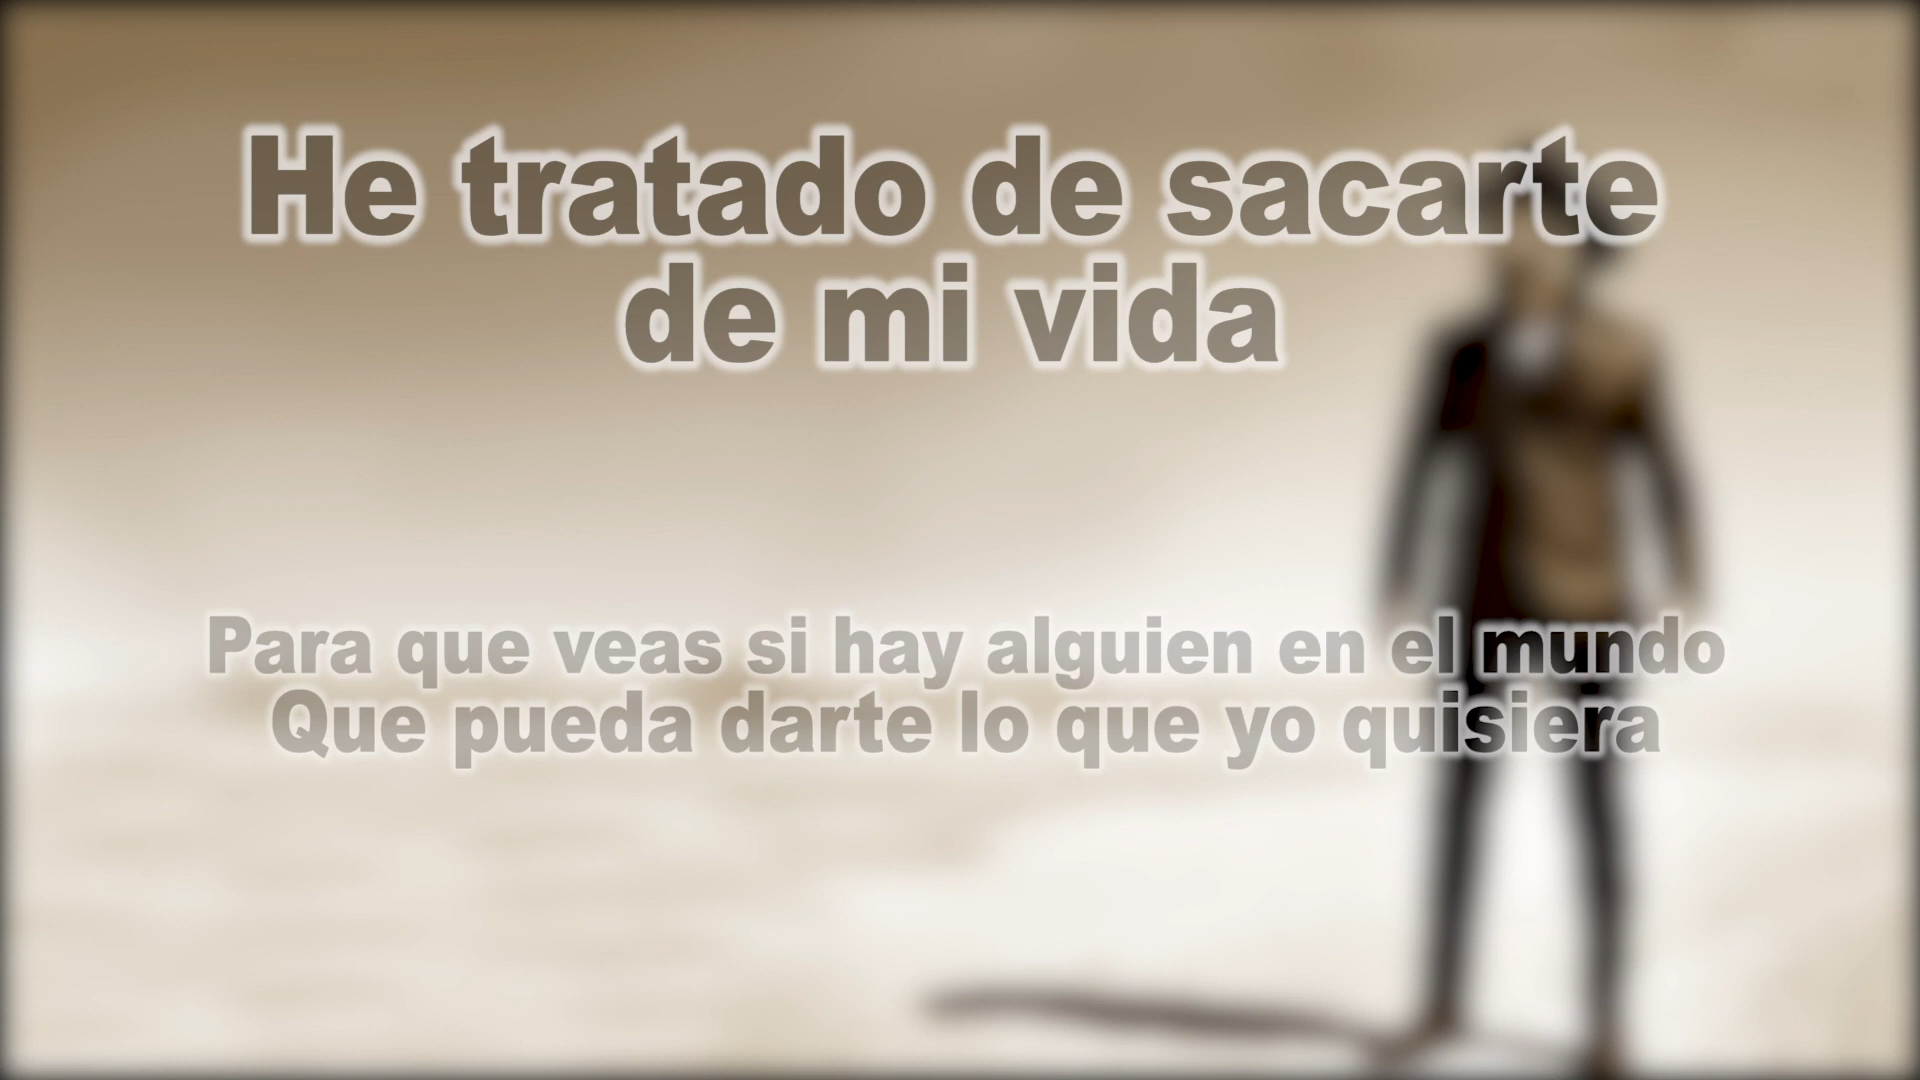 He tratado de sacarte
de mi vida
Para que veas si hay alguien en el mundo
Que pueda darte lo que yo quisiera